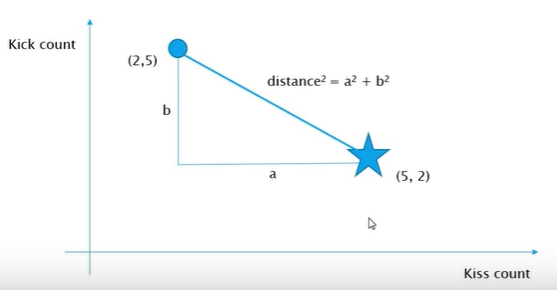 Kick count
(2,5)
distance² = a² + b²
b
a
(5, 2)
Kiss count